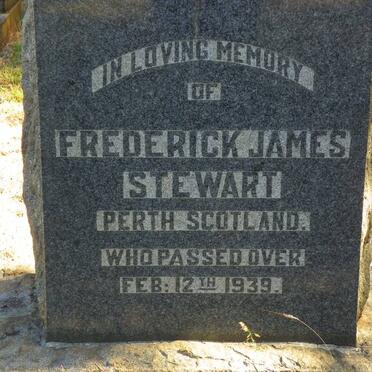 IN LOVING MEMORY
OF
FREDERICK JAMES
STEWART
PERTH SCOTLAND.
WHO PASSED OVER
FEB. 12TH 1939.